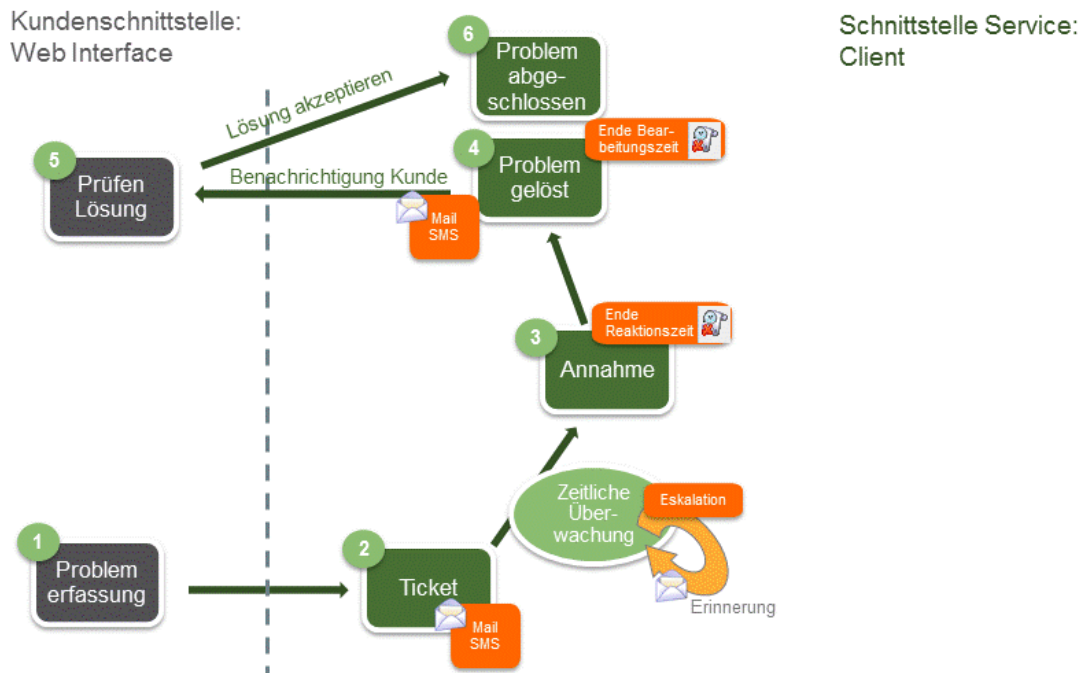 Kundenschnittstelle:
Web Interface
Schnittstelle Service:
Client
6
Problem
abge-
schlossen
Lösung akzeptieren
Ende Bear-
beitungszeit
5
Prüfen
Lösung
Benachrichtigung Kunde
4
Problem
gelöst
Mail
SMS
Ende
Reaktionszeit
3
Annahme
Zeitliche
Über-
wachung
Eskalation
Erinnerung
1
Problem
erfassung
2
Ticket
Mail
SMS